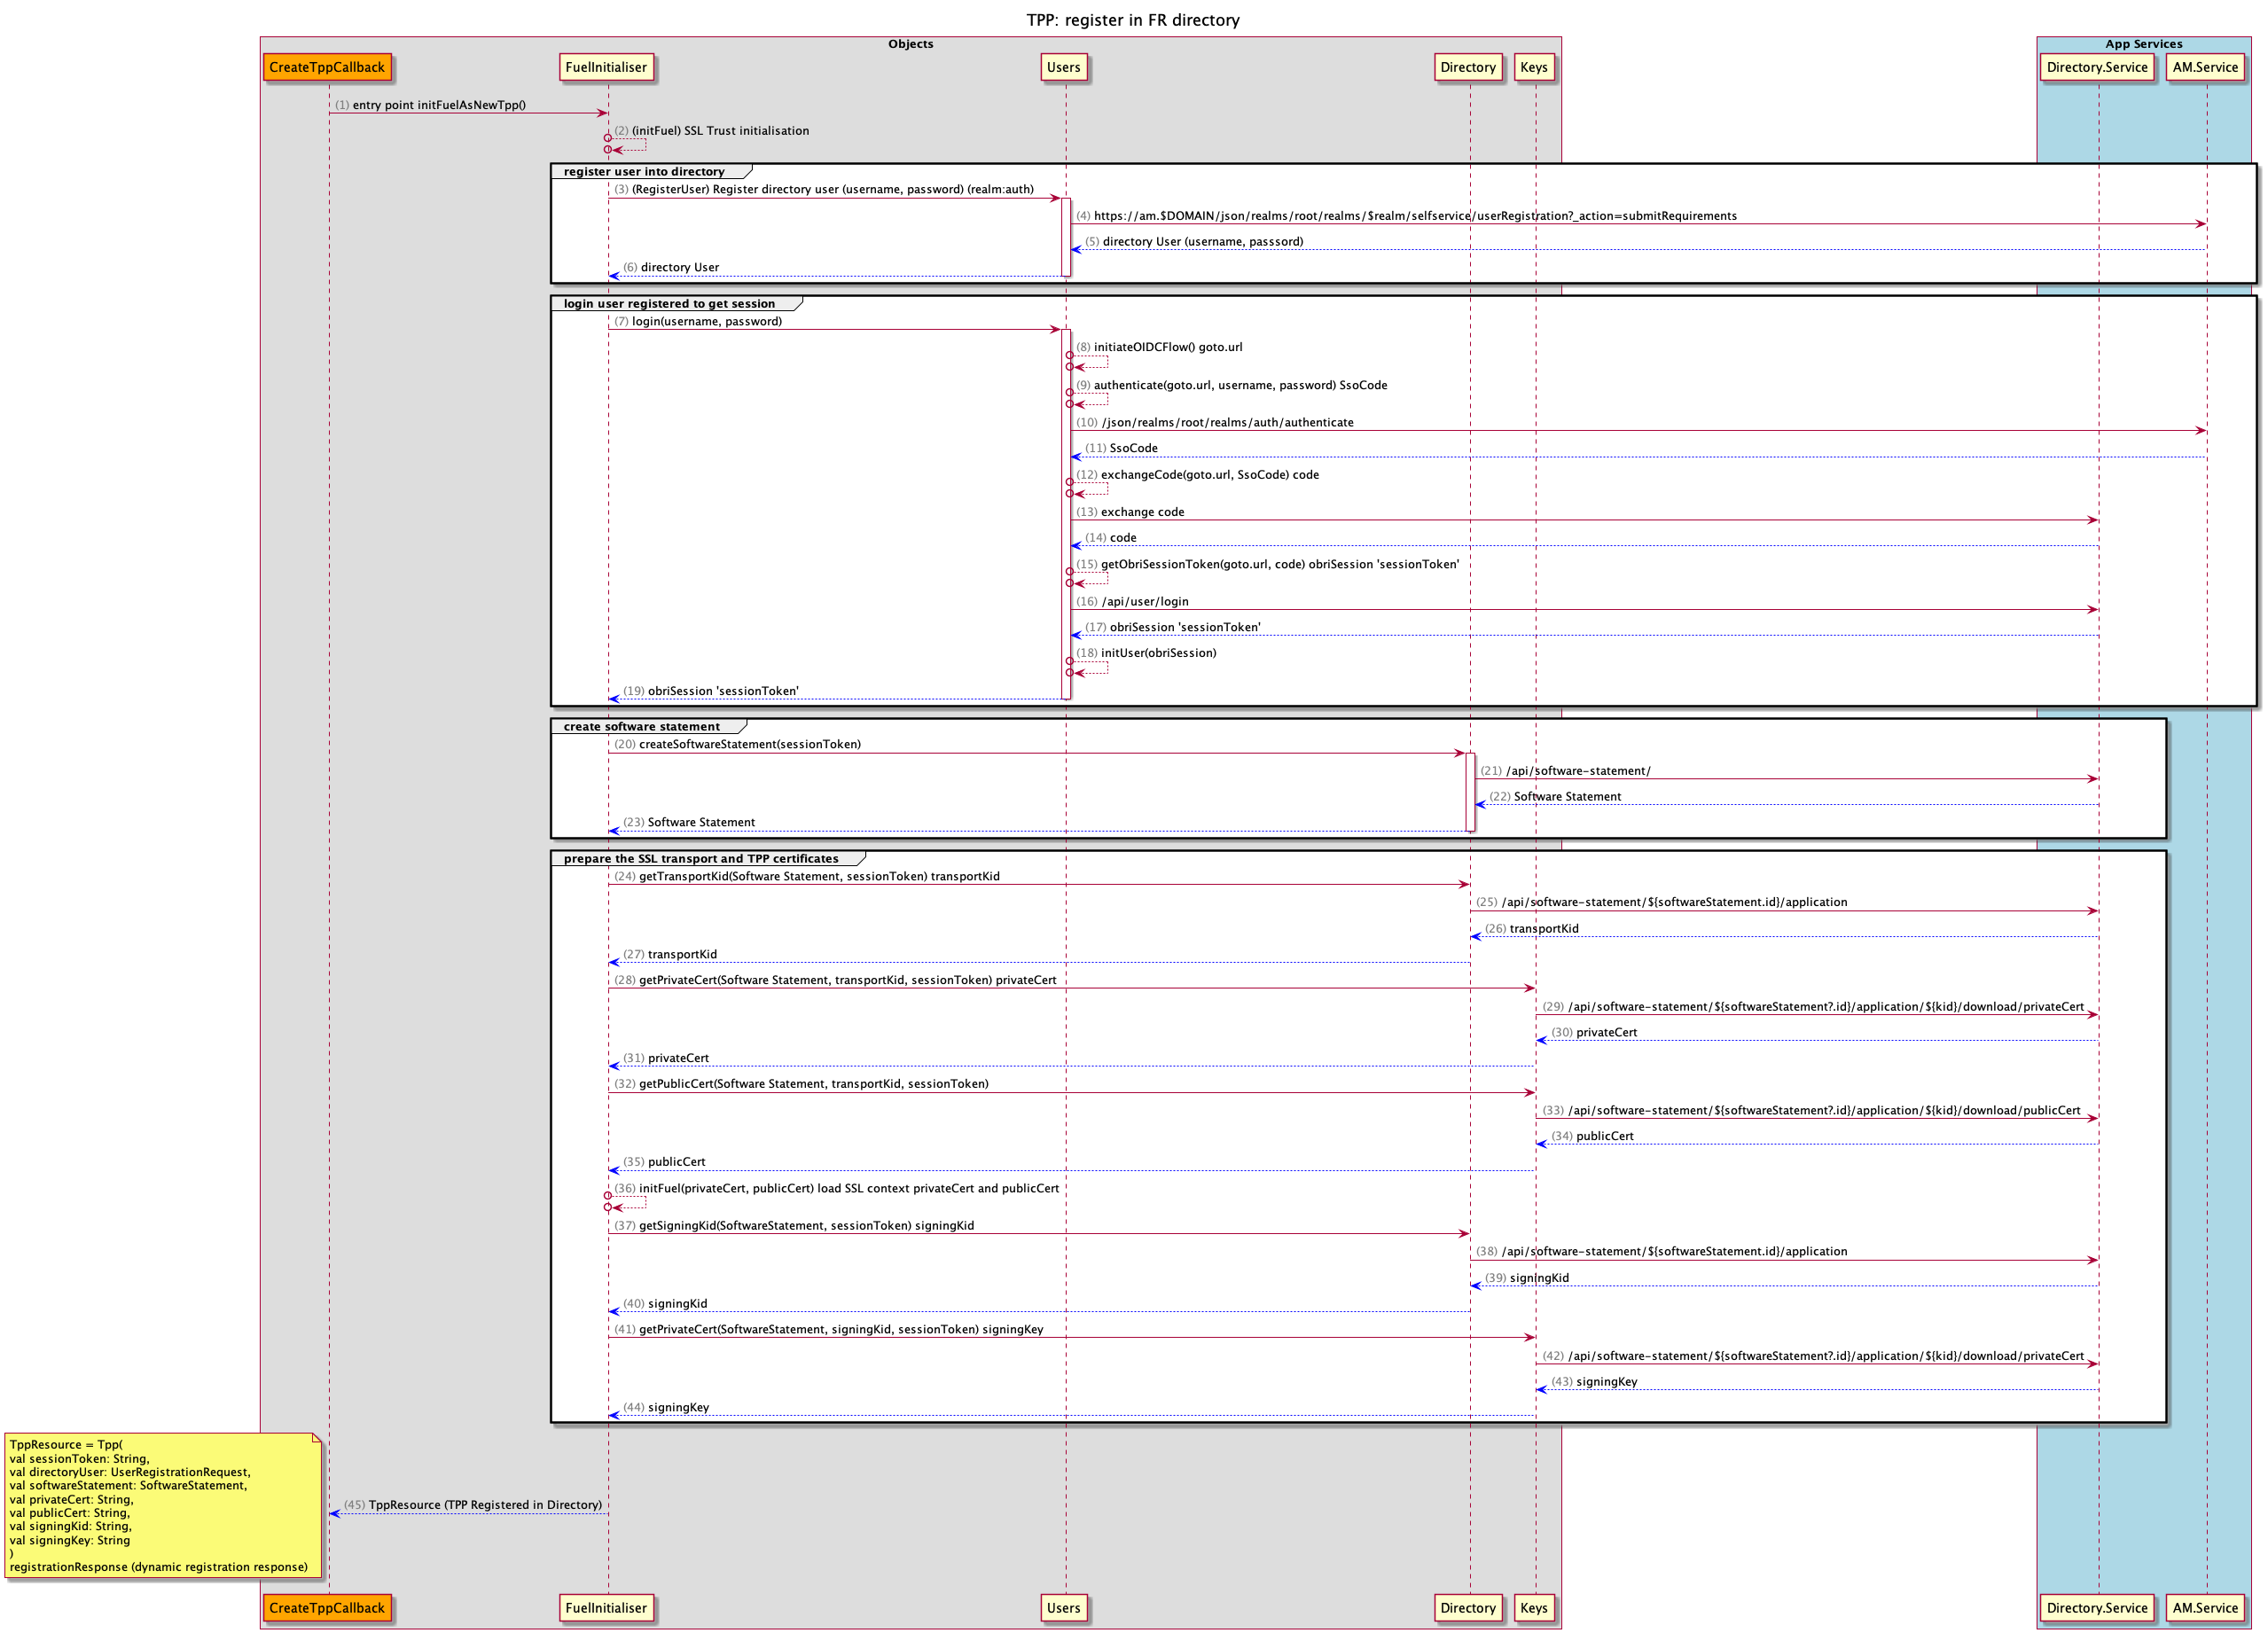 TPP: register in FR directory
Objects
App Services
CreateTppCallback
FuelInitialiser
Users
Directory
Keys
Directory.Service
AM.Service
(1) entry point initFuelAsNewTpp()
(2) (initFuel) SSL Trust initialisation
register user into directory
(3) (RegisterUser) Register directory user (username, password) (realm:auth)
(4) https://am.$DOMAIN/json/realms/root/realms/$realm/selfservice/userRegistration?_action=submitRequirements
(5) directory User (username, passsord)
(6) directory User
login user registered to get session
(7) login(username, password)
(8) initiateOIDCFlow() goto.url
(9) authenticate(goto.url, username, password) SsoCode
(10) /json/realms/root/realms/auth/authenticate
(11) SsoCode
(12) exchangeCode(goto.url, SsoCode) code
(13) exchange code
(14) code
(15) getObriSessionToken(goto.url, code) obriSession 'sessionToken'
(16) /api/user/login
(17) obriSession 'sessionToken'
(18) initUser(obriSession)
(19) obriSession 'sessionToken'
create software statement
(20) createSoftwareStatement(sessionToken)
(21) /api/software-statement/
(22) Software Statement
(23) Software Statement
prepare the SSL transport and TPP certificates
(24) getTransportKid(Software Statement, sessionToken) transportKid
(25) /api/software-statement/${softwareStatement.id}/application
(26) transportKid
(27) transportKid
(28) getPrivateCert(Software Statement, transportKid, sessionToken) privateCert
(29) /api/software-statement/${softwareStatement?.id}/application/${kid}/download/privateCert
(30) privateCert
(31) privateCert
(32) getPublicCert(Software Statement, transportKid, sessionToken)
(33) /api/software-statement/${softwareStatement?.id}/application/${kid}/download/publicCert
(34) publicCert
(35) publicCert
(36) initFuel(privateCert, publicCert) load SSL context privateCert and publicCert
(37) getSigningKid(SoftwareStatement, sessionToken) signingKid
(38) /api/software-statement/${softwareStatement.id}/application
(39) signingKid
(40) signingKid
(41) getPrivateCert(SoftwareStatement, signingKid, sessionToken) signingKey
(42) /api/software-statement/${softwareStatement?.id}/application/${kid}/download/privateCert
(43) signingKey
(44) signingKey
TppResource = Tpp(
val sessionToken: String,
val directoryUser: UserRegistrationRequest,
val softwareStatement: SoftwareStatement,
val privateCert: String,
val publicCert: String,
val signingKid: String,
val signingKey: String
)
registrationResponse (dynamic registration response)
(45) TppResource (TPP Registered in Directory)
CreateTppCallback
FuelInitialiser
Users
Directory
Keys
Directory.Service
AM.Service